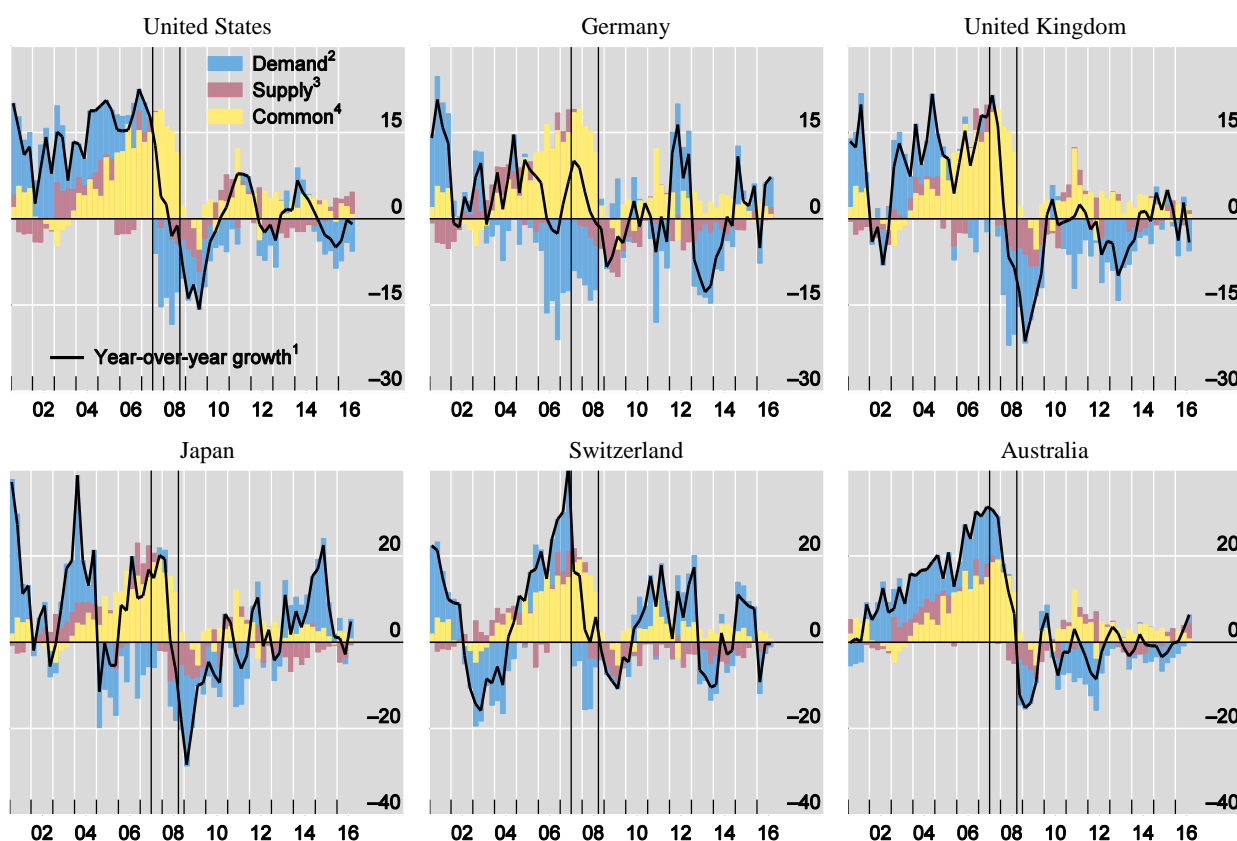 United States
Germany
United Kingdom
Demand2
Supply3
Common4
15
0
–15
–30
15
0
–15
–30
15
0
–15
–30
Year-over-year growth1
02 04 06 08 10 12 14 16
02 04 06 08 10 12 14 16
02 04 06 08 10 12 14 16
Japan
Switzerland
Australia
20
0
–20
–40
20
0
–20
–40
20
0
–20
–40
02 04 06 08 10 12 14 16
02 04 06 08 10 12 14 16
02 04 06 08 10 12 14 16